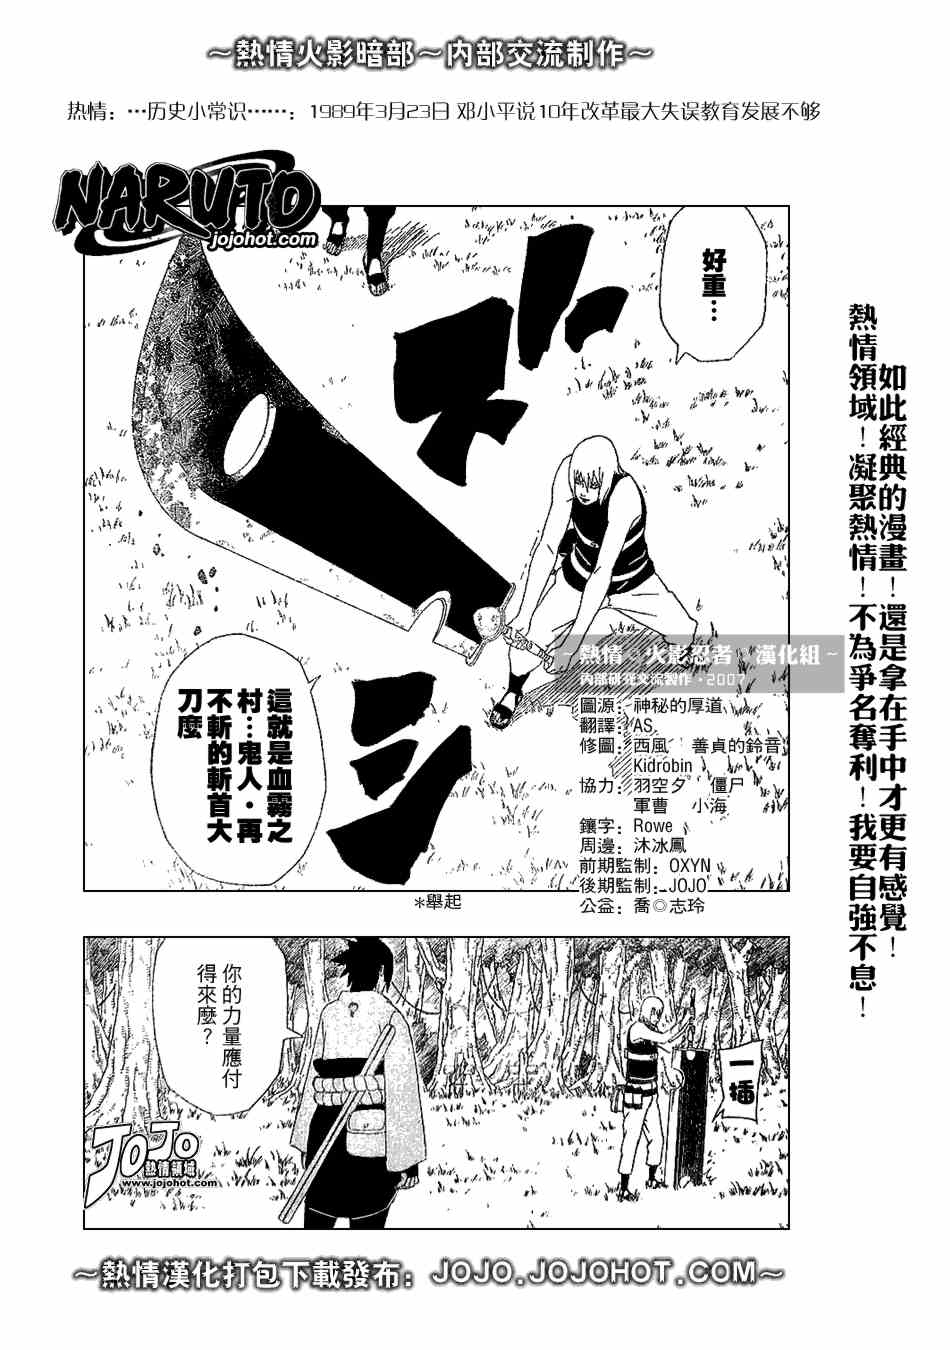 ～熱情火影暗部～内部交流制作～
热情：…历史小常识……：1989年3月23日 邓小平说10年改革最大失误教育发展不够
NARUTO
jojohot.com
好重…
ズ
シ
這就是血霧之
村…鬼人·再
不斬的斬首大
刀麼
～熱情。火影忍者。漢化組～
内部研究交流製作·2007
圖源：神秘的厚道
翻譯：AS
修圖：西風 善貞的鈴音
Kidrobin
協力：羽空夕 僵尸
軍曹 小海
鑲字：Rowe
周邊：沐冰鳳
前期監制：OXYN
後期監制：JOJO
公益：喬◎志玲
*舉起
如此經典的漫畫！還是拿在手中才更有感覺！
熱情領域！凝聚熱情！不為爭名奪利！我要自強不息！
一插
你的力量應付
得來麼？
JOJO
熱情領域
www.jojohot.com
～熱情漢化打包下載發布：JOJO.JOJOHOT.COM～